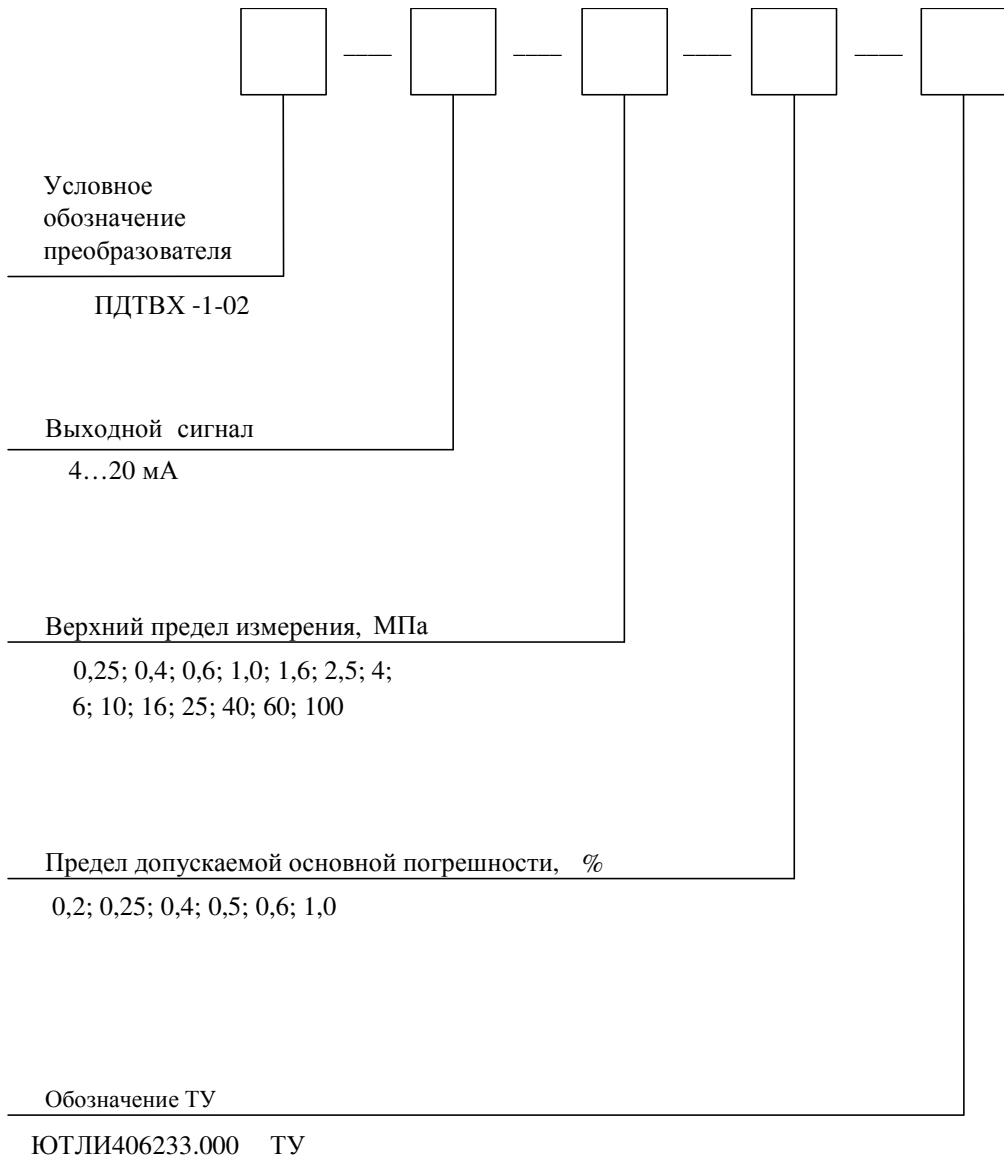 Условное
обозначение
преобразователя
ПДТВХ -1-02
Выходной сигнал
4…20 мА
Верхний предел измерения, МПа
0,25; 0,4; 0,6; 1,0; 1,6; 2,5; 4;
6; 10; 16; 25; 40; 60; 100
Предел допускаемой основной погрешности, %
0,2; 0,25; 0,4; 0,5; 0,6; 1,0
Обозначение ТУ
ЮТЛИ406233.000 ТУ